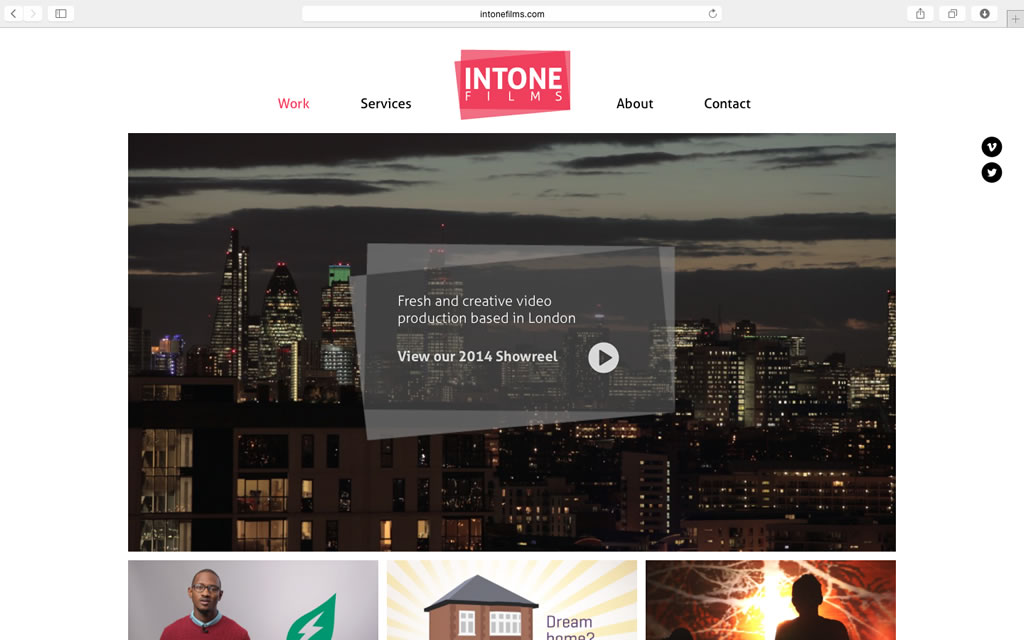 intonefilms.com
Work
Services
INTONE
FILMS
About
Contact
Fresh and creative video
production based in London
View our 2014 Showreel
Dream
home?